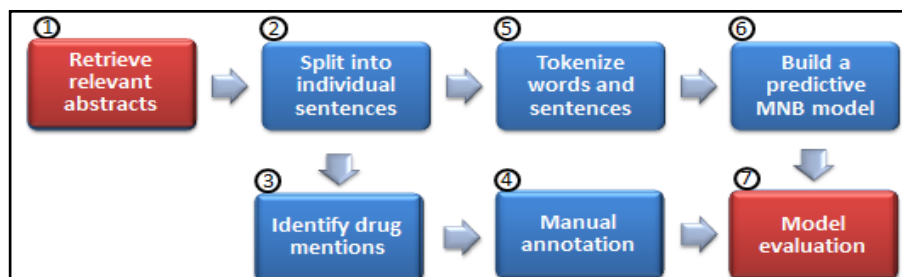 ①
Retrieve
relevant
abstracts
②
Split into
individual
sentences
⑤
Tokenize
words and
sentences
⑥
Build a
predictive
MNB model
③
Identify drug
mentions
④
Manual
annotation
⑦
Model
evaluation